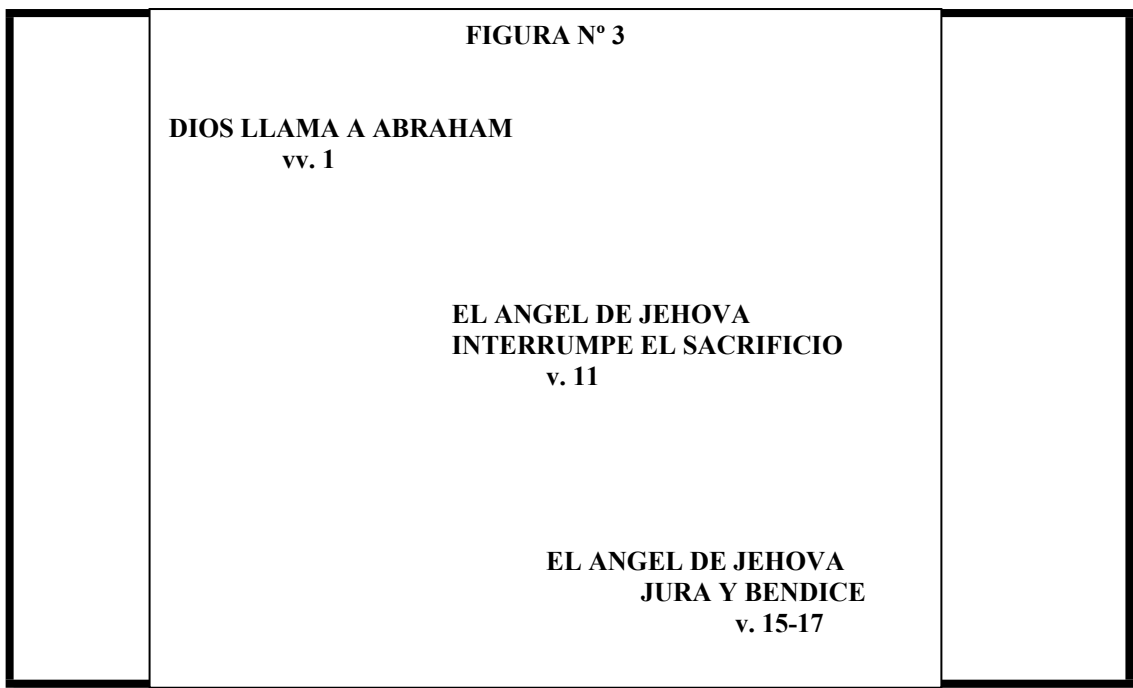 FIGURA Nº 3
DIOS LLAMA A ABRAHAM
vv. 1
EL ANGEL DE JEHOVA
INTERRUMPE EL SACRIFICIO
v. 11
EL ANGEL DE JEHOVA
JURA Y BENDICE
v. 15-17